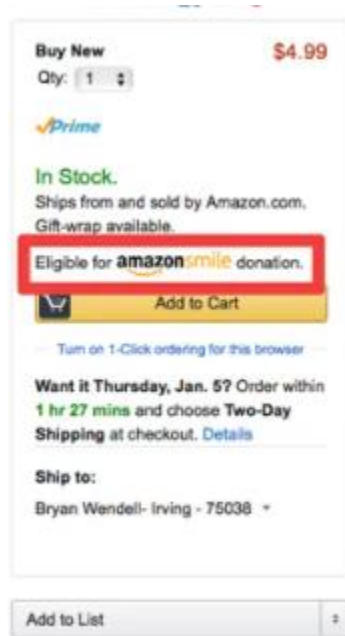 Buy New $4.99
Qty: 1
Prime
In Stock.
Ships from and sold by Amazon.com.
Gift-wrap available.
Eligible for amazonsmile donation.
Add to Cart
Turn on 1-Click ordering for this browser
Want it Thursday, Jan. 5? Order within
1 hr 27 mins and choose Two-Day
Shipping at checkout. Details
Ship to:
Bryan Wendell- Irving - 75038
Add to List